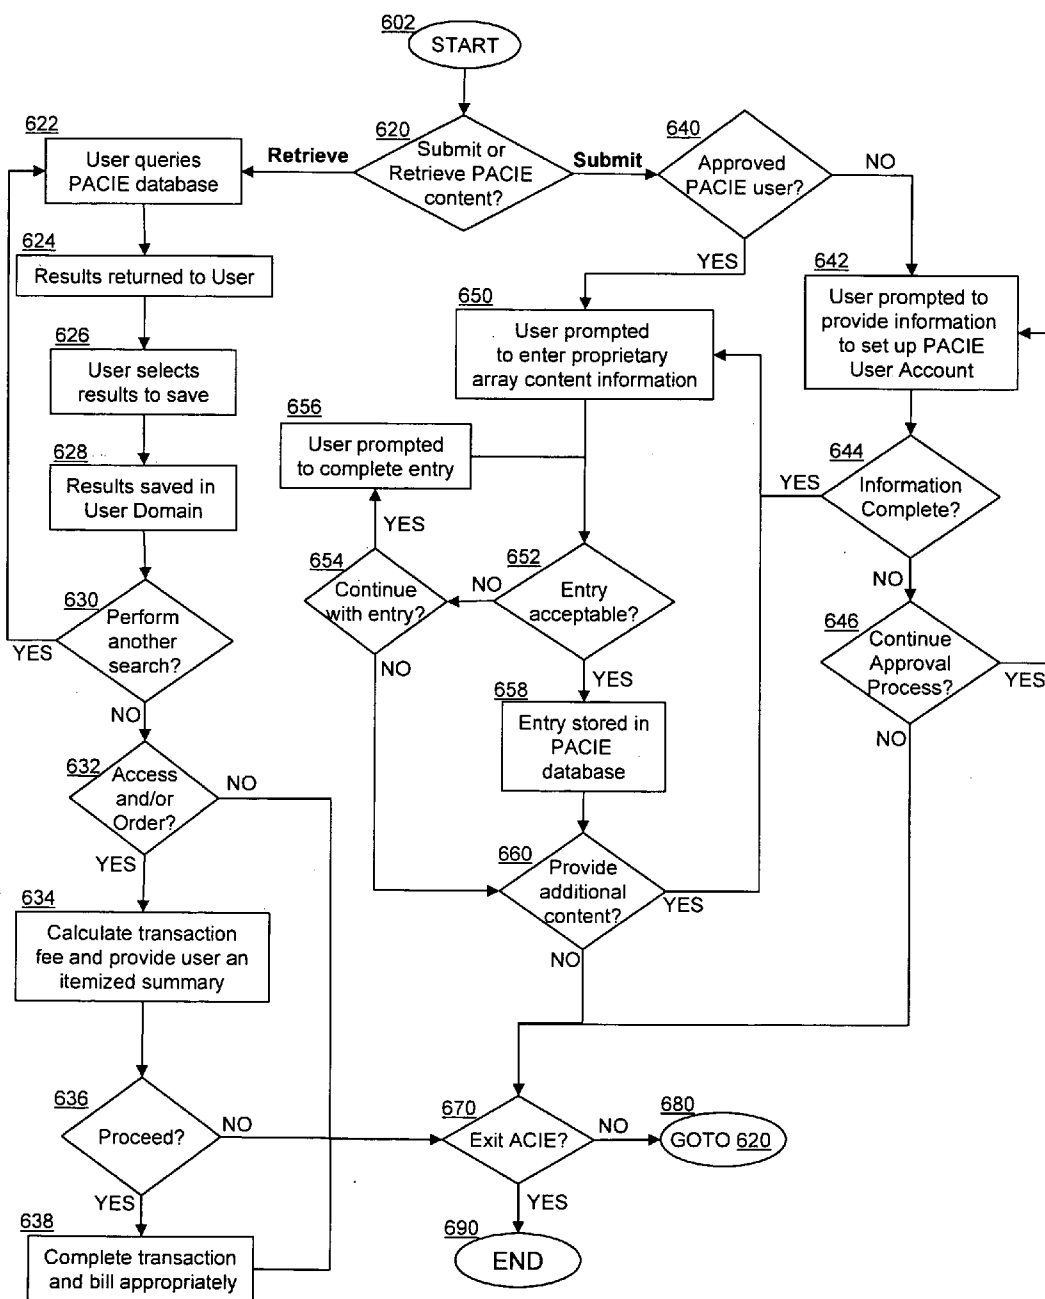 602
START
620
Submit or
Retrieve PACIE
content?
Retrieve
Submit
622
User queries
PACIE database
624
Results returned to User
626
User selects
results to save
628
Results saved in
User Domain
630
Perform
another
search?
YES
NO
632
Access
and/or
Order?
NO
YES
634
Calculate transaction
fee and provide user an
itemized summary
636
Proceed?
NO
YES
638
Complete transaction
and bill appropriately
640
Approved
PACIE user?
NO
YES
642
User prompted to
provide information
to set up PACIE
User Account
644
Information
Complete?
YES
NO
646
Continue
Approval
Process?
YES
NO
650
User prompted
to enter proprietary
array content information
656
User prompted
to complete entry
YES
654
Continue
with entry?
NO
NO
652
Entry
acceptable?
YES
658
Entry stored in
PACIE
database
660
Provide
additional
content?
YES
NO
670
Exit ACIE?
NO
YES
680
GOTO 620
690
END